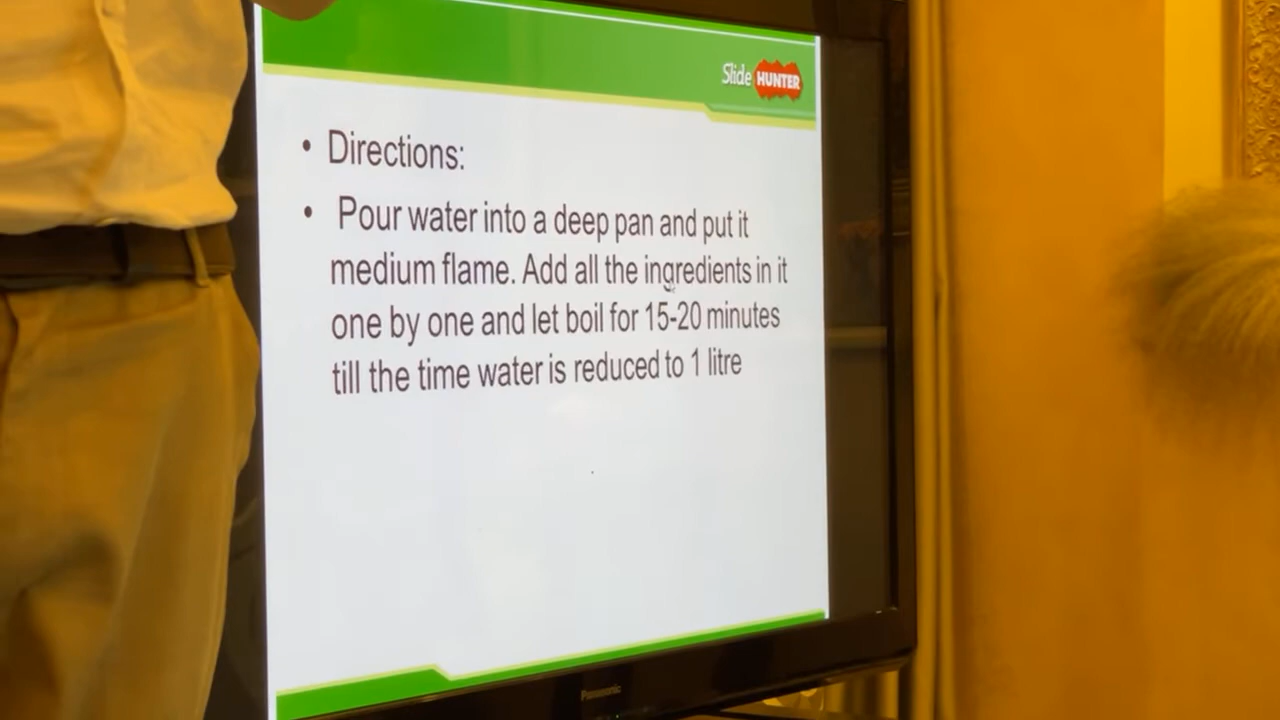 Slide HUNTER
• Directions:
• Pour water into a deep pan and put it
medium flame. Add all the ingredients in it
one by one and let boil for 15-20 minutes
till the time water is reduced to 1 litre
Panasonic